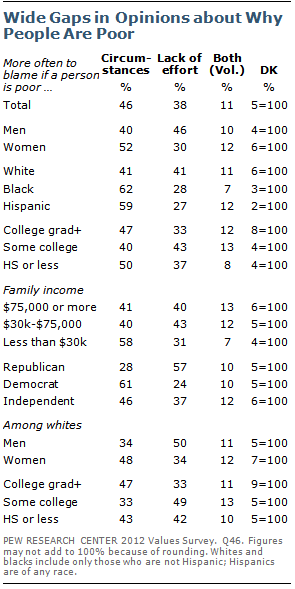 Wide Gaps in Opinions about Why
People Are Poor
More often to
blame if a person
is poor ...
Circum-
stances
Lack of
effort
Both
(Vol.)
DK
% % % %
Total 46 38 11 5=100
Men 40 46 10 4=100
Women 52 30 12 6=100
White 41 41 11 6=100
Black 62 28 7 3=100
Hispanic 59 27 12 2=100
College grad+ 47 33 12 8=100
Some college 40 43 13 4=100
HS or less 50 37 8 4=100
Family income
$75,000 or more 41 40 13 6=100
$30k-$75,000 40 43 12 5=100
Less than $30k 58 31 7 4=100
Republican 28 57 10 5=100
Democrat 61 24 10 5=100
Independent 46 37 12 6=100
Among whites
Men 34 50 11 5=100
Women 48 34 12 7=100
College grad+ 47 33 11 9=100
Some college 33 49 13 5=100
HS or less 43 42 10 5=100
PEW RESEARCH CENTER 2012 Values Survey. Q46. Figures
may not add to 100% because of rounding. Whites and
blacks include only those who are not Hispanic; Hispanics
are of any race.